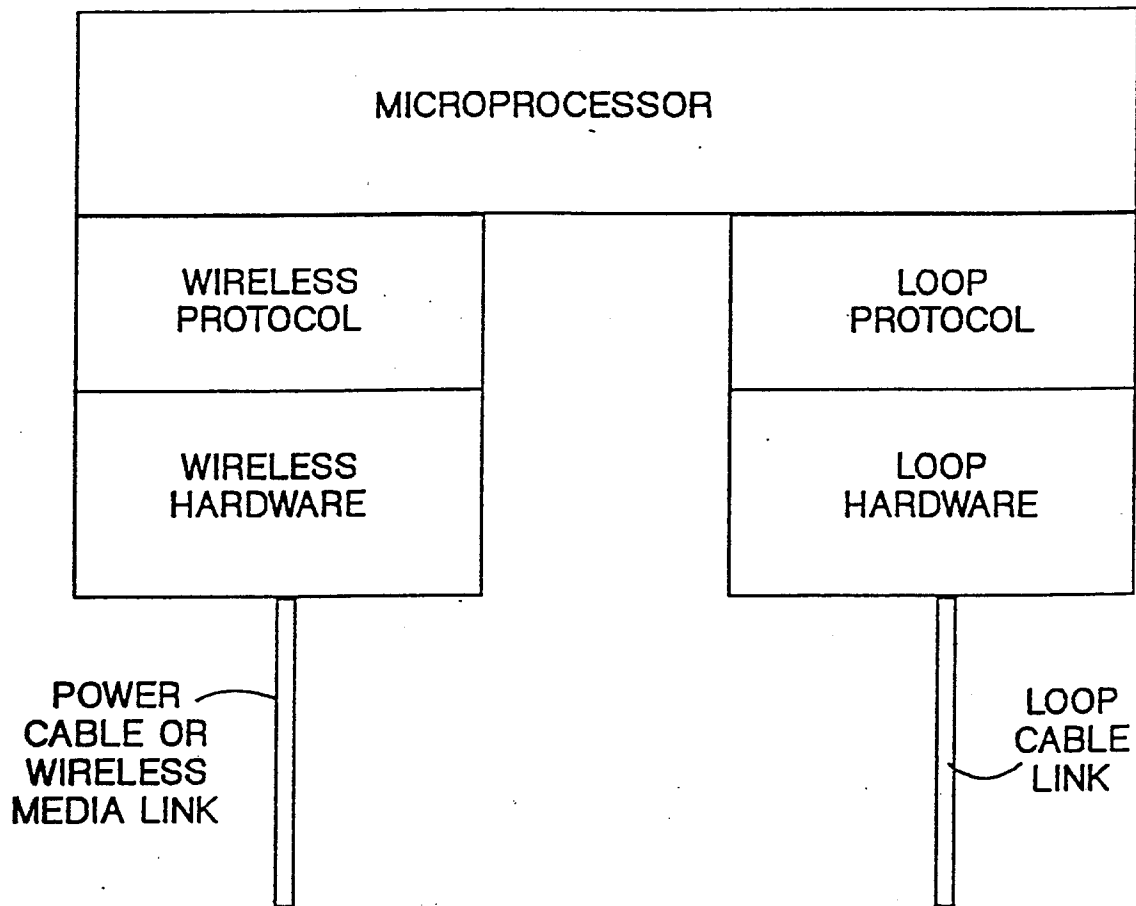 MICROPROCESSOR
WIRELESS
PROTOCOL
LOOP
PROTOCOL
WIRELESS
HARDWARE
LOOP
HARDWARE
POWER
CABLE OR
WIRELESS
MEDIA LINK
LOOP
CABLE
LINK